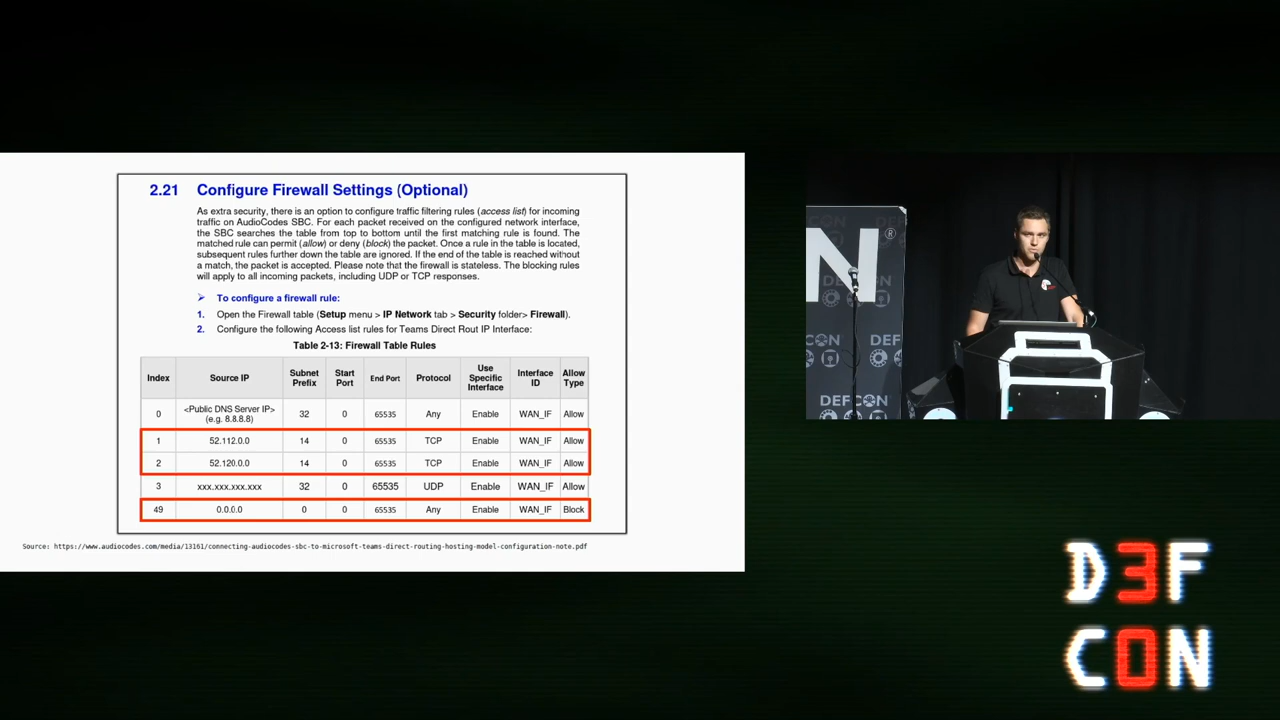 2.21 Configure Firewall Settings (Optional)
As extra security, there is an option to configure traffic filtering rules (access list) for incoming
traffic on AudioCodes SBC. For each packet received on the configured network interface,
the SBC searches the table from top to bottom until the first matching rule is found. The
matched rule can permit (allow) or deny (block) the packet. Once a rule in the table is located,
subsequent rules further down the table are ignored. If the end of the table is reached without
a match, the packet is accepted. Please note that the firewall is stateless. The blocking rules
will apply to all incoming packets, including UDP or TCP responses.
➢ To configure a firewall rule:
1. Open the Firewall table (Setup menu > IP Network tab > Security folder> Firewall).
2. Configure the following Access list rules for Teams Direct Rout IP Interface:
Table 2-13: Firewall Table Rules
Index Source IP Subnet Prefix Start Port End Port Protocol Use Specific Interface Interface ID Allow Type
0 <Public DNS Server IP> (e.g. 8.8.8.8) 32 0 65535 Any Enable WAN_IF Allow
1 52.112.0.0 14 0 65535 TCP Enable WAN_IF Allow
2 52.120.0.0 14 0 65535 TCP Enable WAN_IF Allow
3 xxx.xxx.xxx.xxx 32 0 65535 UDP Enable WAN_IF Allow
49 0.0.0.0 0 0 65535 Any Enable WAN_IF Block
Source: https://www.audiocodes.com/media/13161/connecting-audiocodes-sbc-to-microsoft-teams-direct-routing-hosting-model-configuration-note.pdf
N®
DEFCON
CON DEF
DEFCON
D3F
C0N